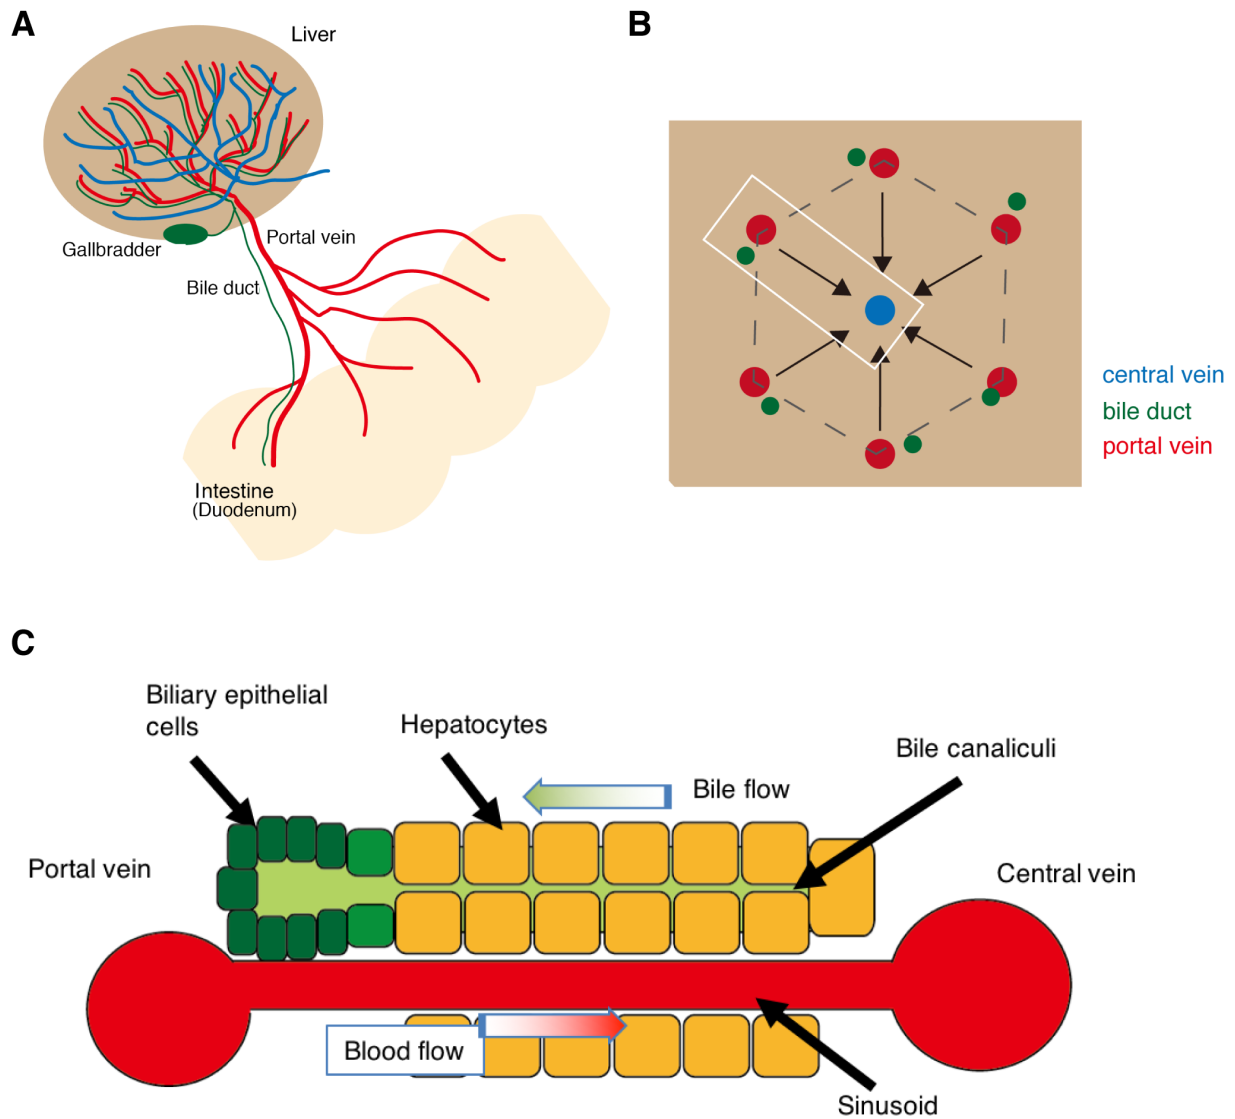 A
Liver
Portal vein
Gallbradder
Bile duct
Intestine
(Duodenum)
B
central vein
bile duct
portal vein
C
Biliary epithelial
cells
Hepatocytes
Bile canaliculi
Bile flow
Portal vein
Central vein
Blood flow
Sinusoid